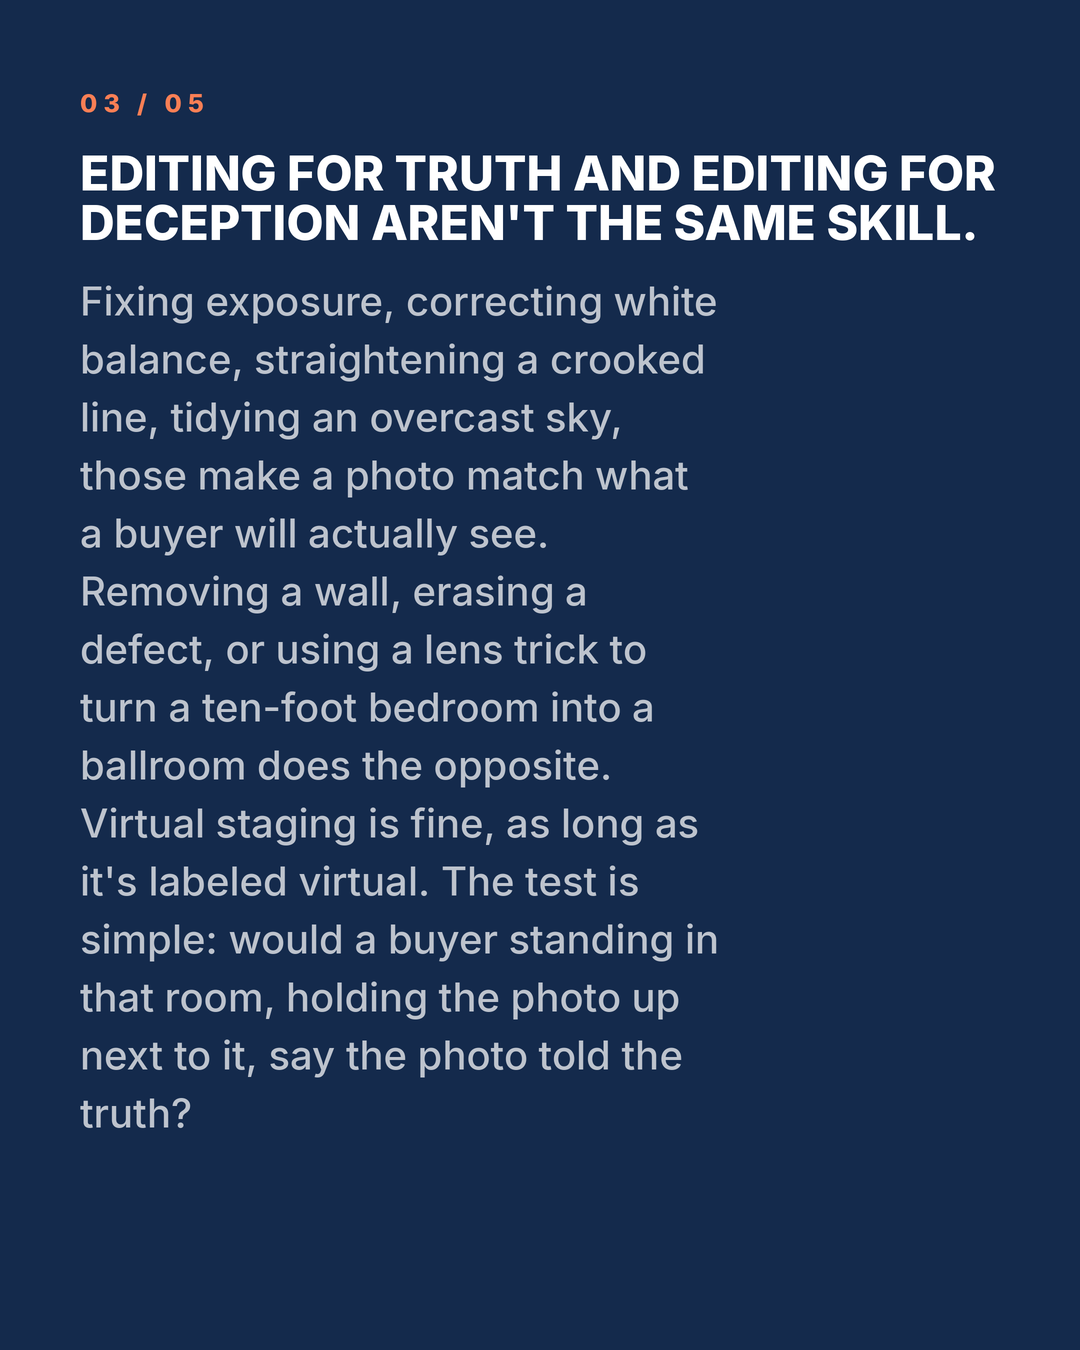 03 / 05
EDITING FOR TRUTH AND EDITING FOR
DECEPTION AREN'T THE SAME SKILL.
Fixing exposure, correcting white
balance, straightening a crooked
line, tidying an overcast sky,
those make a photo match what
a buyer will actually see.
Removing a wall, erasing a
defect, or using a lens trick to
turn a ten-foot bedroom into a
ballroom does the opposite.
Virtual staging is fine, as long as
it's labeled virtual. The test is
simple: would a buyer standing in
that room, holding the photo up
next to it, say the photo told the
truth?